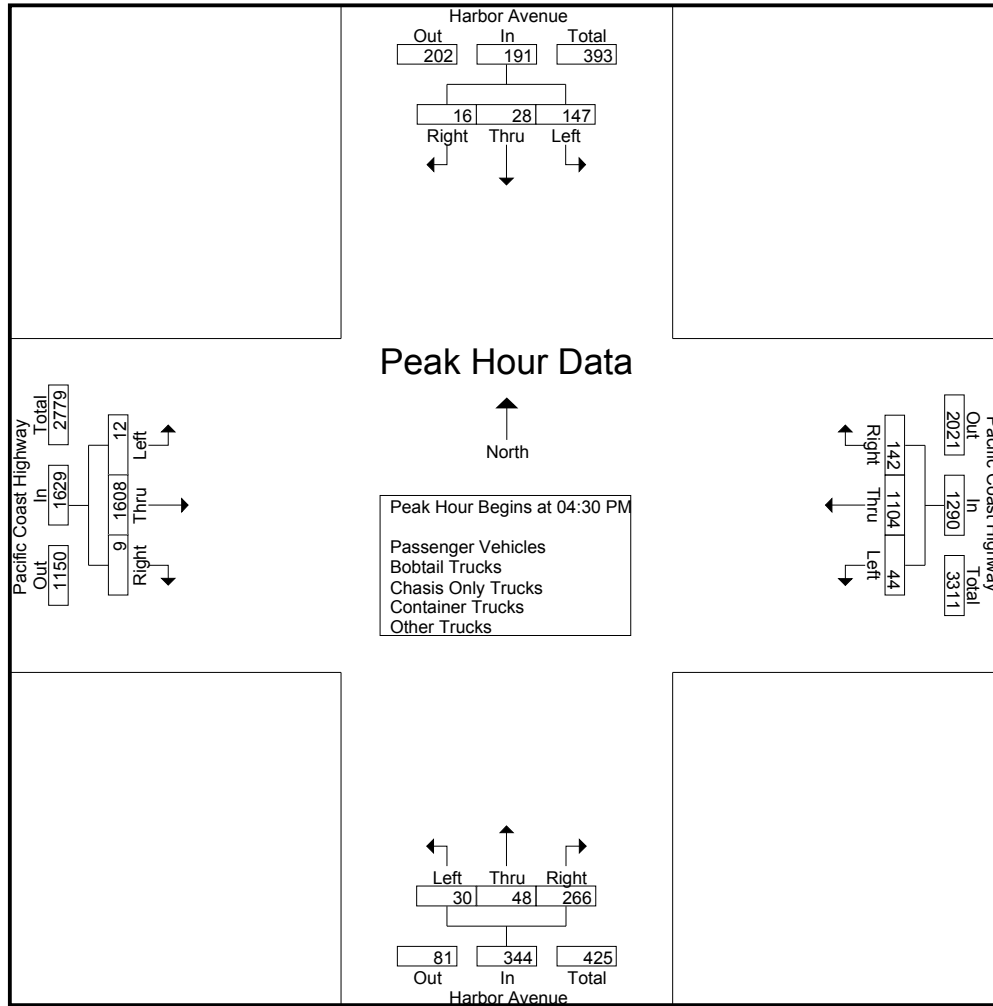 Harbor Avenue
Out In Total
202 191 393
16 28 147
Right Thru Left
Peak Hour Data
North
Peak Hour Begins at 04:30 PM
Passenger Vehicles
Bobtail Trucks
Chasis Only Trucks
Container Trucks
Other Trucks
Pacific Coast Highway
Out In Total
1150 1629 2779
9 1608 12
Right Thru Left
Pacific Coast Highway
Out In Total
2021 1290 3311
142 1104 44
Right Thru Left
Left Thru Right
30 48 266
81 344 425
Out In Total
Harbor Avenue